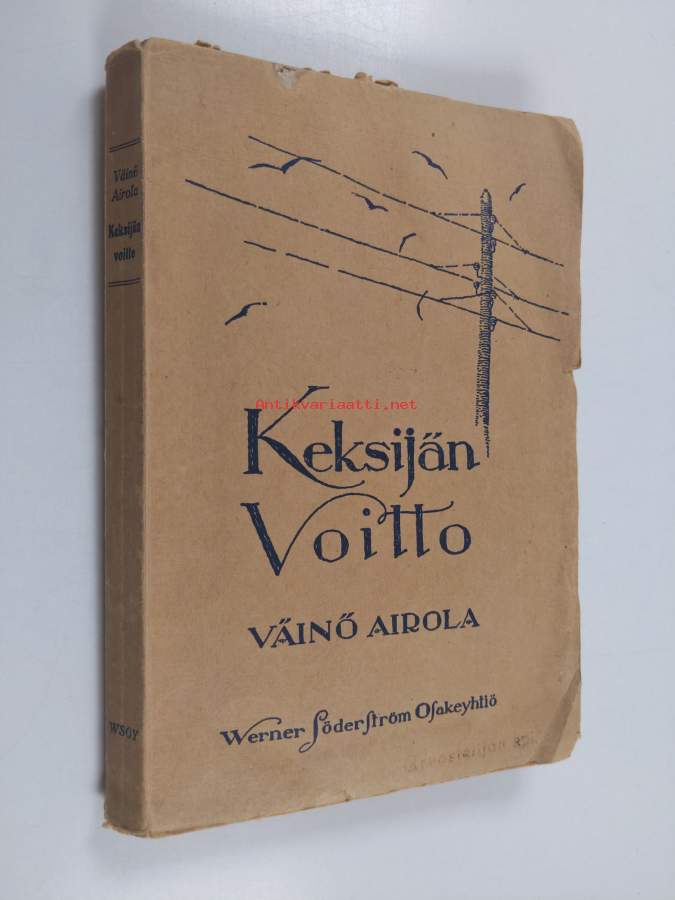 Väinö
Airola
Keksijän
voitto
WSOY
Antikvariaatti.net
Keksijän
Voitto
VÄINÖ AIROLA
Werner Söderström Osakeyhtiö